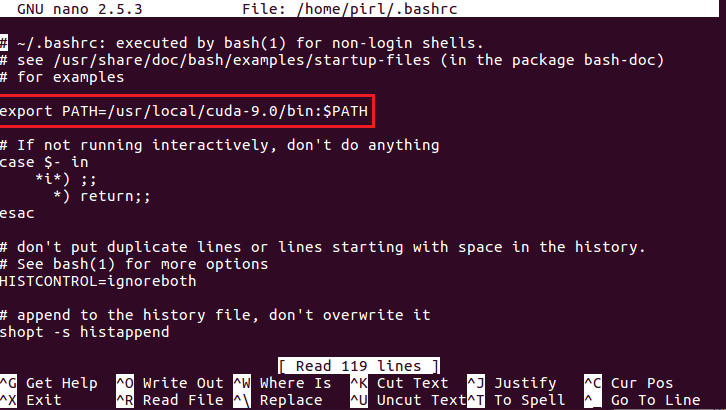 GNU nano 2.5.3 File: /home/pirl/.bashrc
# ~/.bashrc: executed by bash(1) for non-login shells.
# see /usr/share/doc/bash/examples/startup-files (in the package bash-doc)
# for examples
export PATH=/usr/local/cuda-9.0/bin:$PATH
# If not running interactively, don't do anything
case $- in
*i*) ;;
*) return;;
esac
# don't put duplicate lines or lines starting with space in the history.
# See bash(1) for more options
HISTCONTROL=ignoreboth
# append to the history file, don't overwrite it
shopt -s histappend
[ Read 119 lines ]
^G Get Help ^O Write Out ^W Where Is ^K Cut Text ^J Justify ^C Cur Pos
^X Exit ^R Read File ^\ Replace ^U Uncut Text ^T To Spell ^_ Go To Line